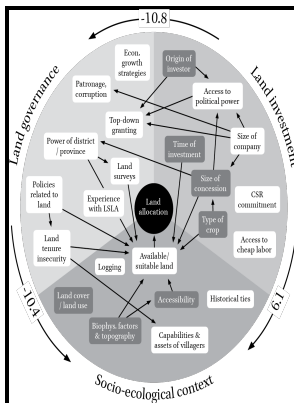 -10.8
Land governance
Land investment
Econ.
growth
strategies
Origin of
investor
Patronage,
corruption
Access to
political power
Top-down
granting
Size of
company
Power of district
/ province
Time of
investment
Land
surveys
Size of
concession
Policies
related to
land
Experience
with LSLA
Land
allocation
CSR
commitment
Type of
crop
Land
tenure
insecurity
Available/
suitable land
Access to
cheap labor
Logging
-10.4
6.1
Land cover
/ land use
Accessibility
Historical ties
Biophys. factors
& topography
Capabilities &
assets of villagers
Socio-ecological context